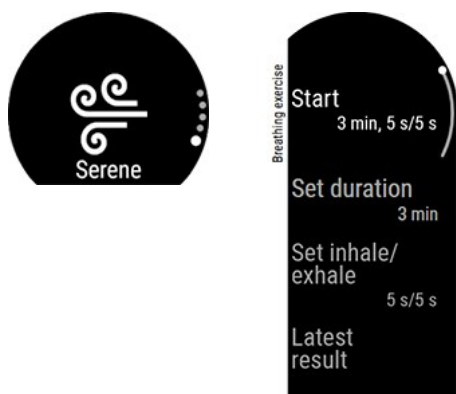 Serene
Breathing exercise
Start
3 min, 5 s/5 s
Set duration
3 min
Set inhale/
exhale
5 s/5 s
Latest
result